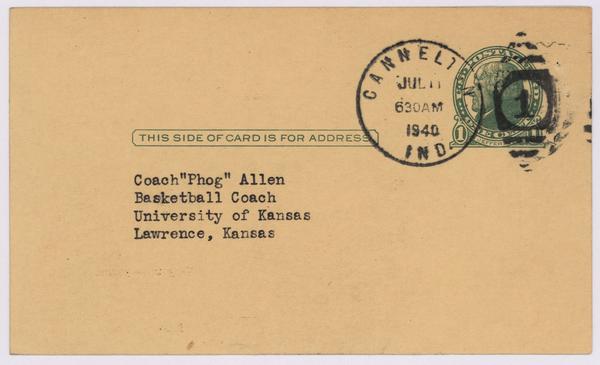 CANNELTON
JUL 11
630AM
1940
IND
1
THIS SIDE OF CARD IS FOR ADDRESS
Coach"Phog" Allen
Basketball Coach
University of Kansas
Lawrence, Kansas